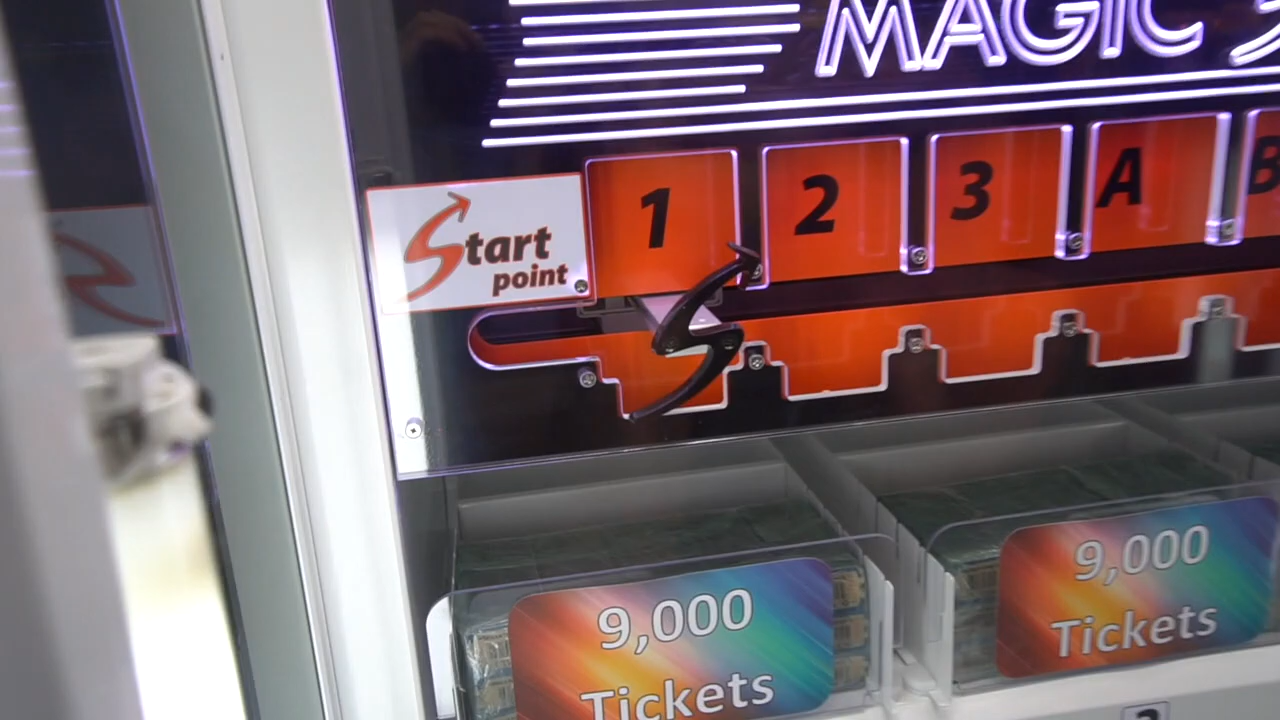 MAGIC
Start
point
1
2
3
A
B
9,000
Tickets
9,000
Tickets